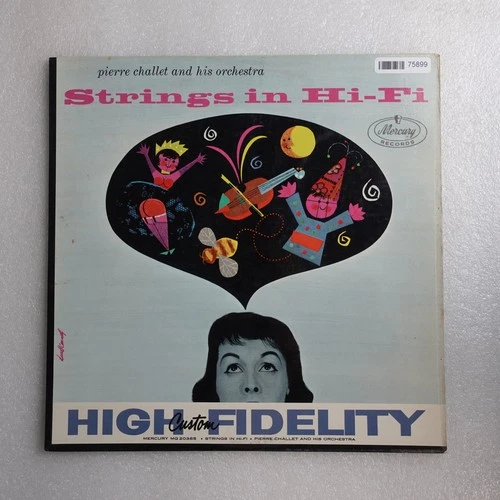 pierre challet and his orchestra
75899
Strings in Hi-Fi
Mercury
RECORDS
HIGH Custom FIDELITY
MERCURY MG 20385 • STRINGS IN HI-FI • PIERRE CHALLET AND HIS ORCHESTRA